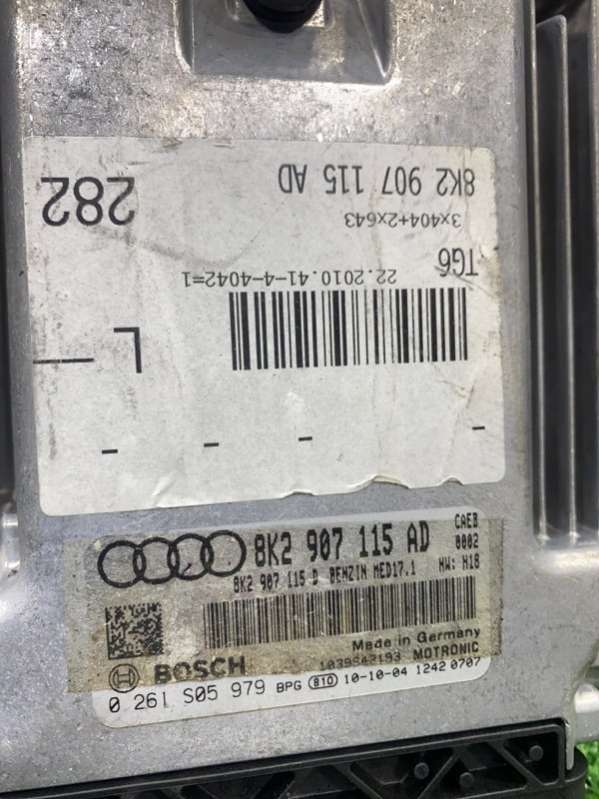 8K2 907 115 AD
282
3x404+2x643
TG6
22.2010.41-4-4042=1
L
8K2 907 115 AD
CAEB
0002
8K2 907 115 D BENZIN MED17.1 HW: H18
Made in Germany
BOSCH
MOTRONIC
0 261 S05 979 BPG 810 10-10-04 1242 0707